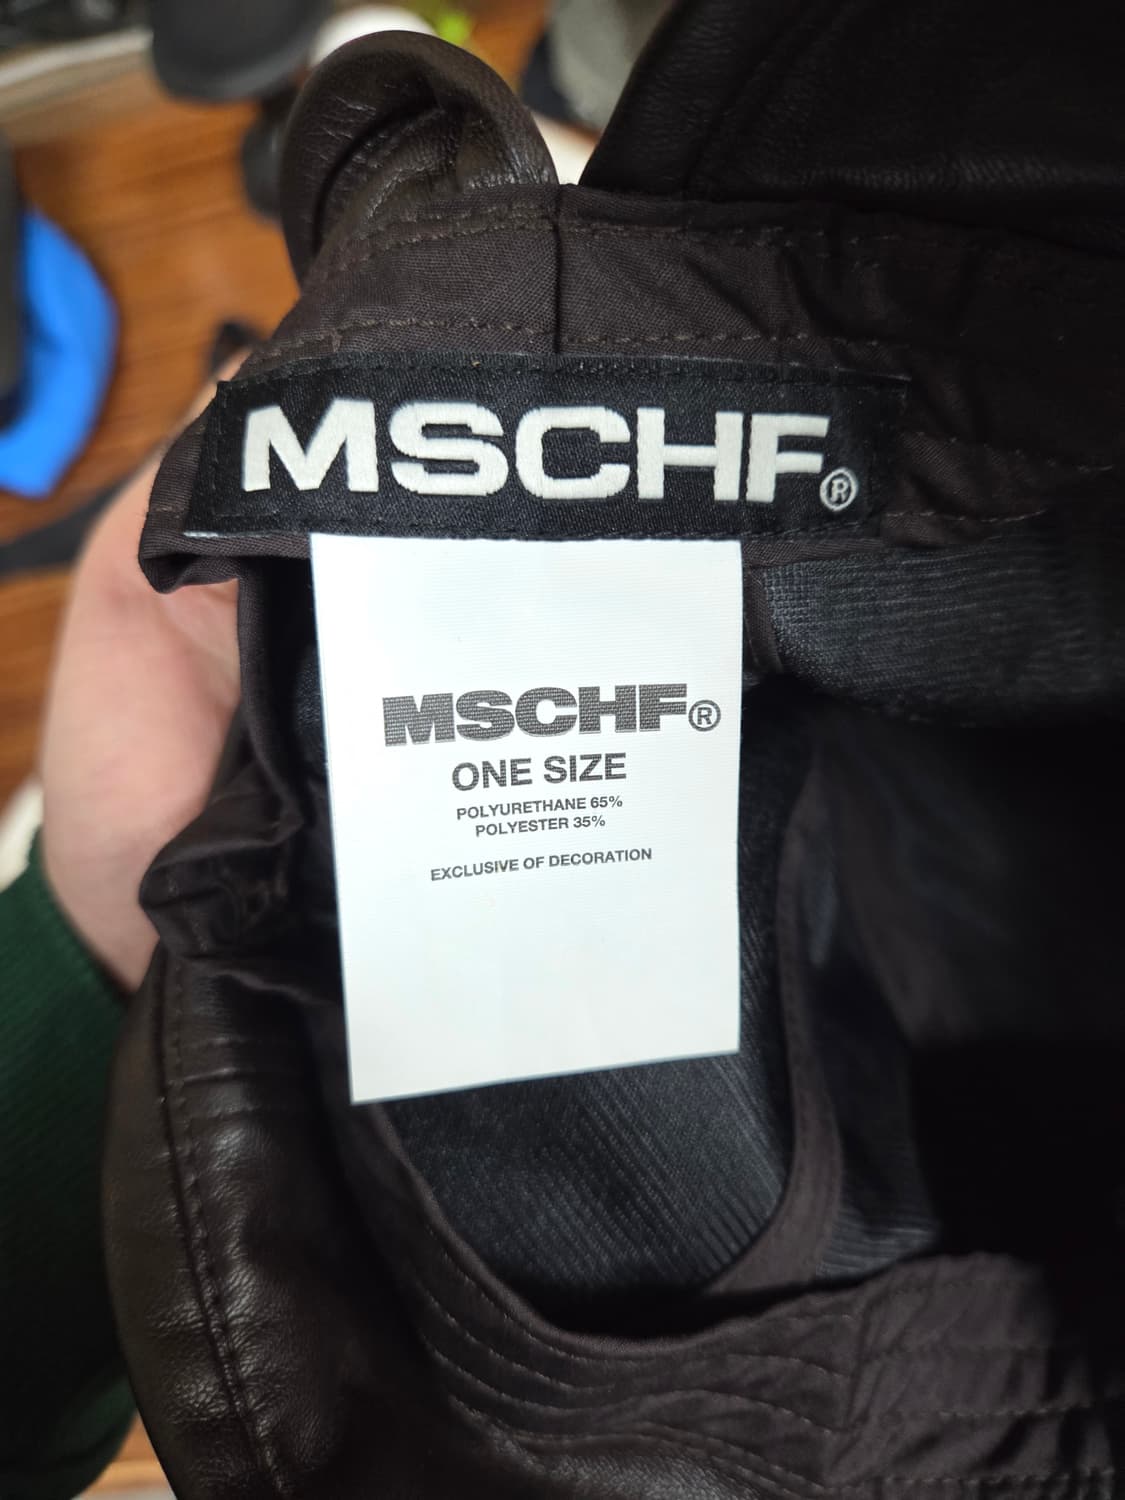 MSCHF®
MSCHF®
ONE SIZE
POLYURETHANE 65%
POLYESTER 35%
EXCLUSIVE OF DECORATION